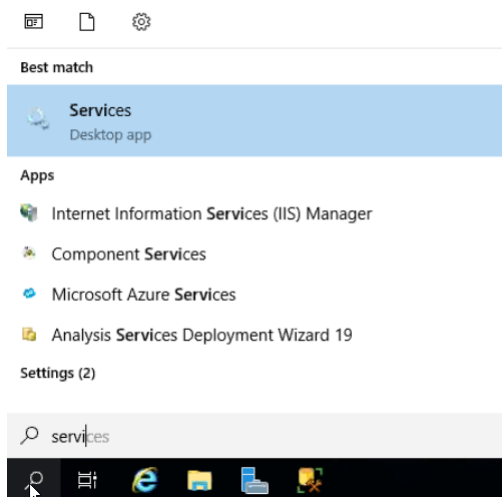 Best match
Services
Desktop app
Apps
Internet Information Services (IIS) Manager
Component Services
Microsoft Azure Services
Analysis Services Deployment Wizard 19
Settings (2)
services